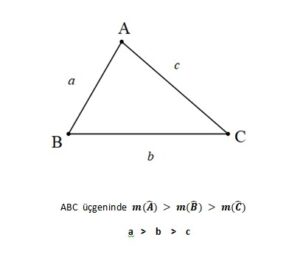 A
a
c
B
C
b
ABC üçgeninde m(Â) > m(B̂) > m(Ĉ)
a > b > c